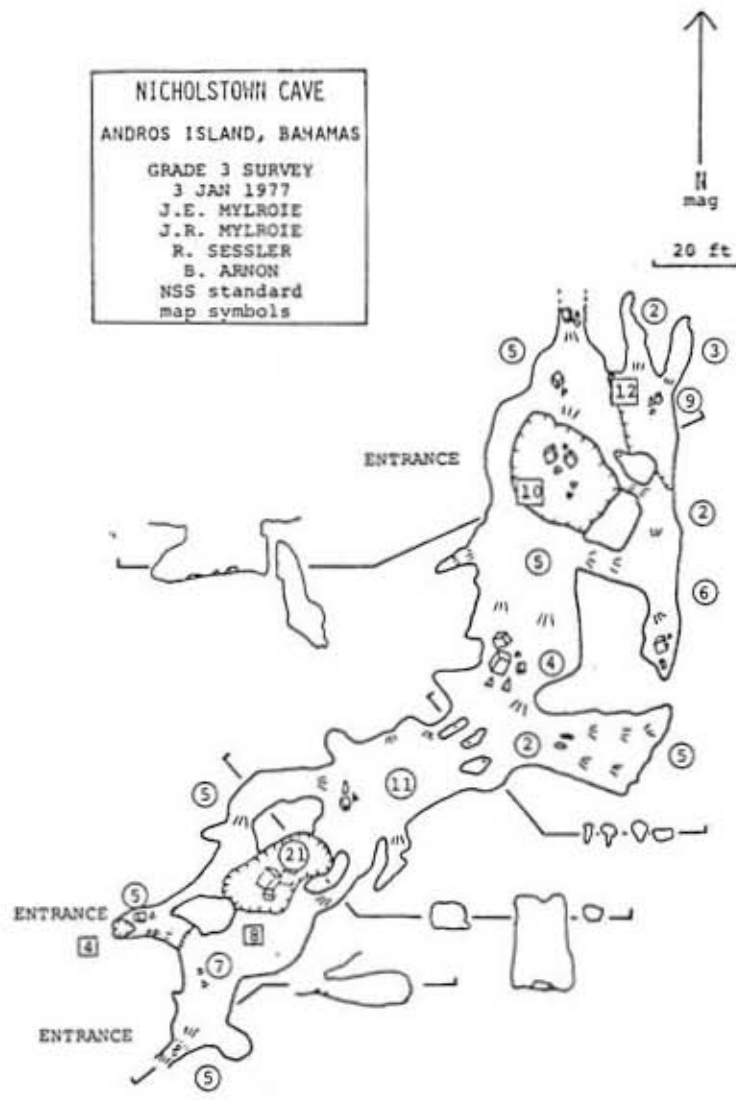 NICHOLSTOWN CAVE
ANDROS ISLAND, BAHAMAS
GRADE 3 SURVEY
3 JAN 1977
J.E. MYLROIE
J.R. MYLROIE
R. SESSLER
B. ARNON
NSS standard
map symbols
N
mag
20 ft
2
5
3
12
9
ENTRANCE
10
2
5
6
4
2
5
11
5
21
5
ENTRANCE
4
8
7
ENTRANCE
5